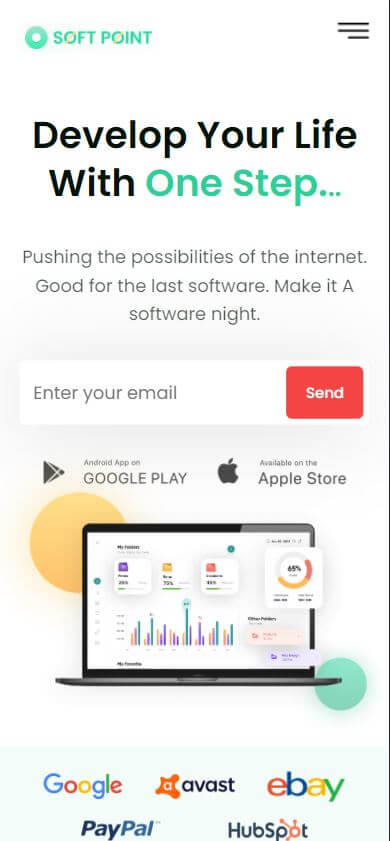 SOFT POINT
Develop Your Life
With One Step...
Pushing the possibilities of the internet.
Good for the last software. Make it A
software night.
Enter your email
Send
Android App on
GOOGLE PLAY
Available on the
Apple Store
My Folders
65%
Other Folders
My Favorite
Google
avast
ebay
PayPal
HubSpot